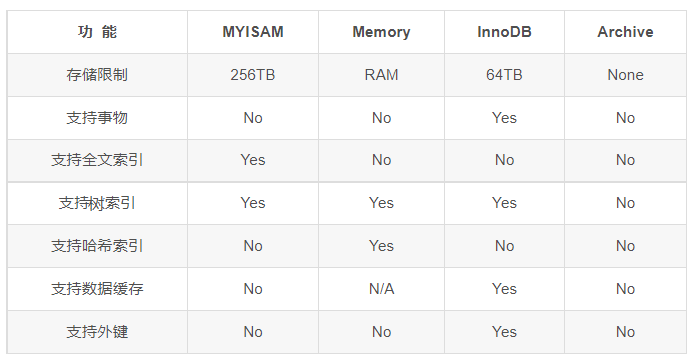 功 能 MYISAM Memory InnoDB Archive
存储限制 256TB RAM 64TB None
支持事物 No No Yes No
支持全文索引 Yes No No No
支持树索引 Yes Yes Yes No
支持哈希索引 No Yes No No
支持数据缓存 No N/A Yes No
支持外键 No No Yes No